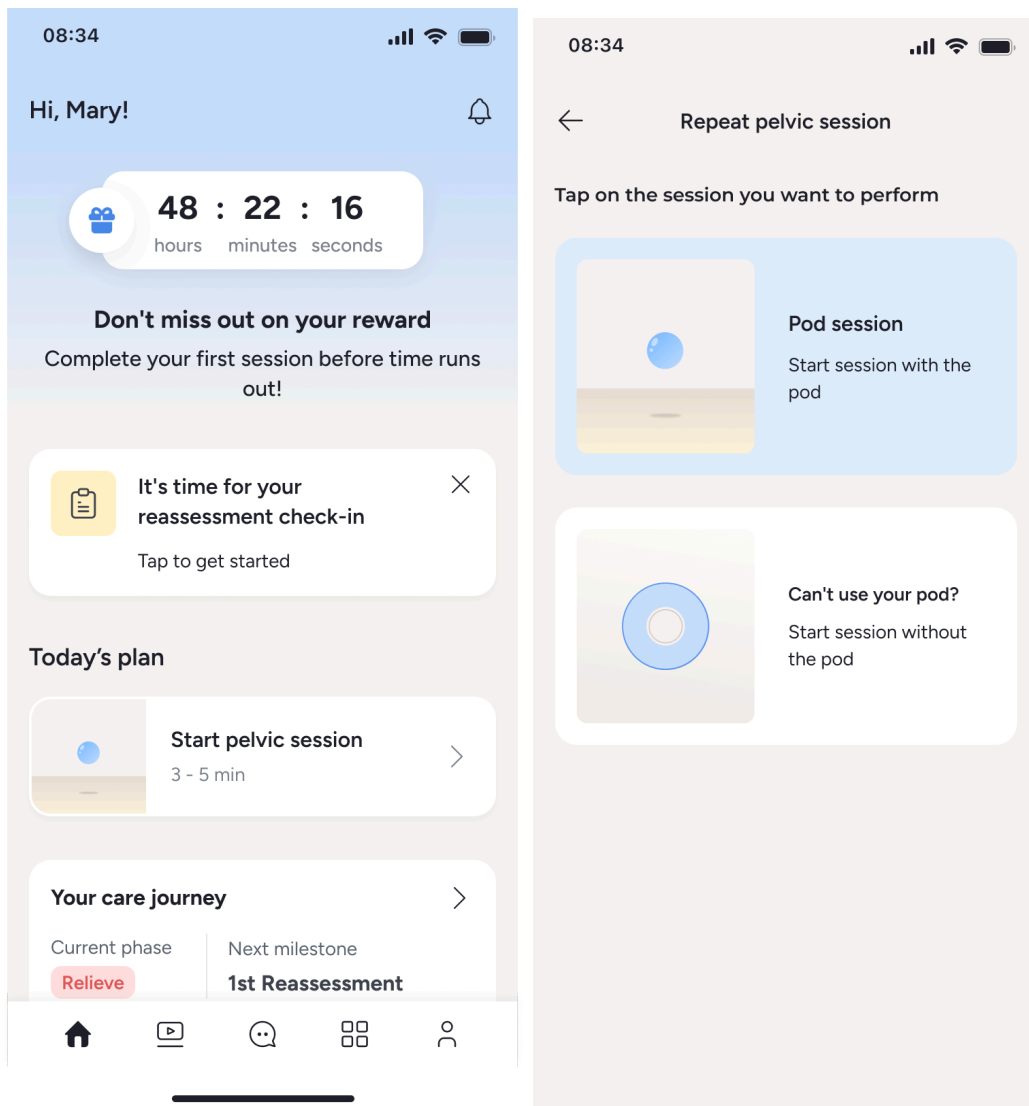 08:34
Hi, Mary!
48 : 22 : 16
hours minutes seconds
Don't miss out on your reward
Complete your first session before time runs
out!
It's time for your
reassessment check-in
Tap to get started
Today’s plan
Start pelvic session
3 - 5 min
Your care journey
Current phase
Relieve
Next milestone
1st Reassessment
08:34
Repeat pelvic session
Tap on the session you want to perform
Pod session
Start session with the
pod
Can't use your pod?
Start session without
the pod